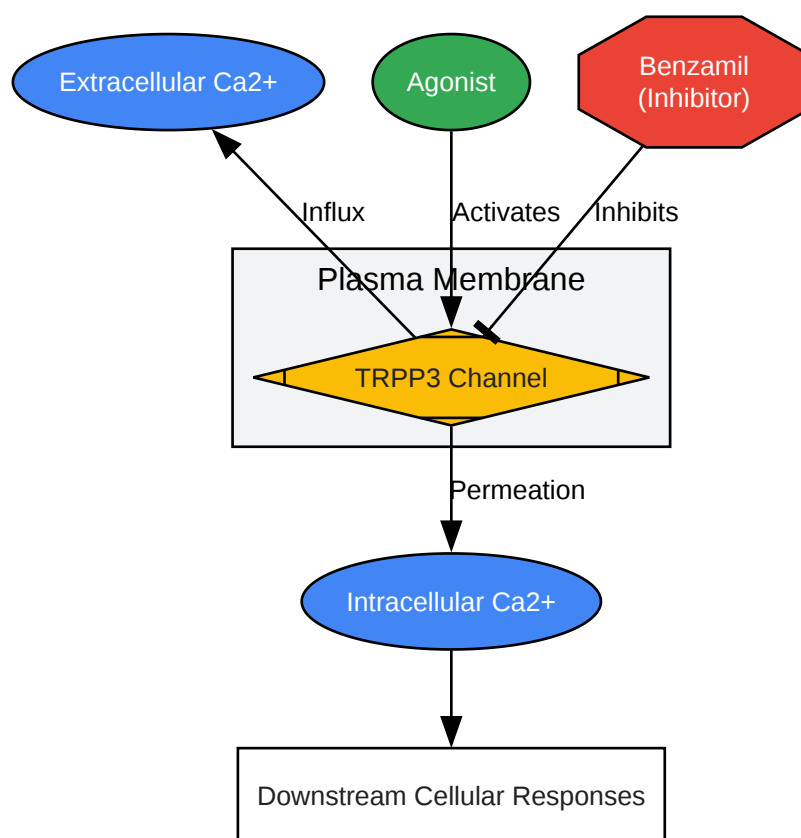 Extracellular Ca2+
Agonist
Benzamil
(Inhibitor)
Influx
Activates
Inhibits
Plasma Membrane
TRPP3 Channel
Permeation
Intracellular Ca2+
Downstream Cellular Responses